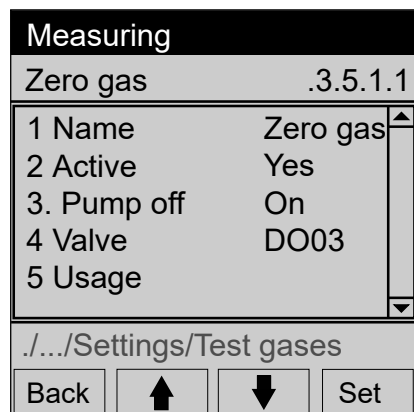 Measuring
Zero gas .3.5.1.1
1 Name Zero gas
2 Active Yes
3. Pump off On
4 Valve DO03
5 Usage
./.../Settings/Test gases
Back Set